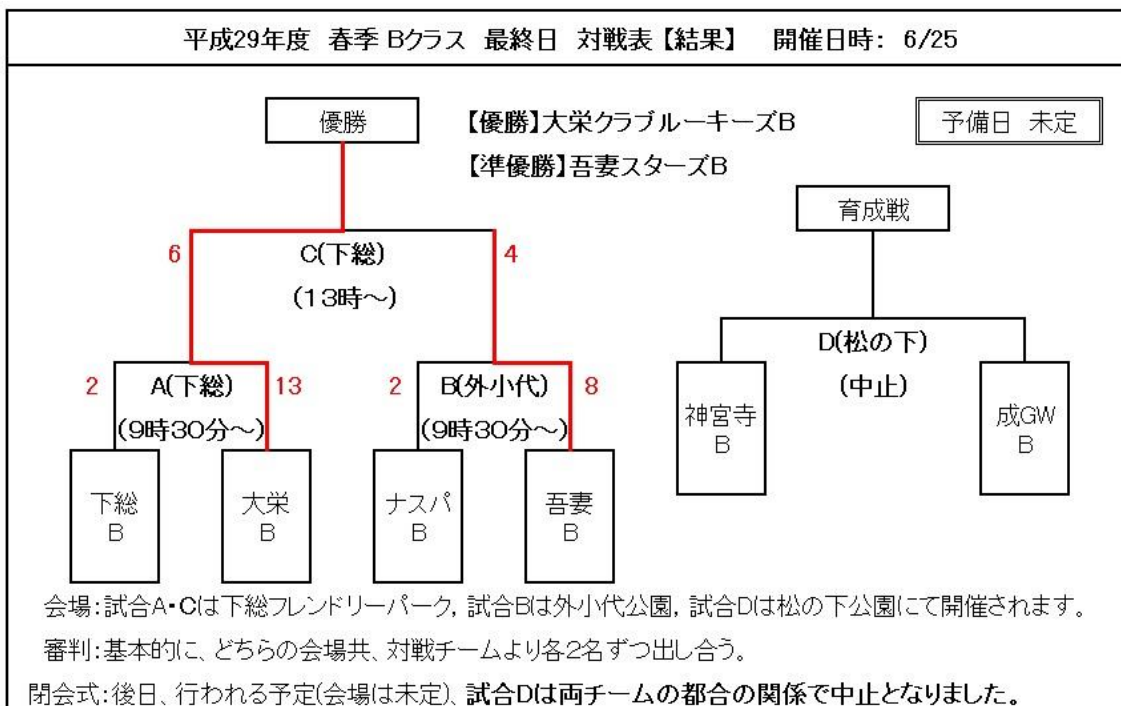 平成29年度 春季 Bクラス 最終日 対戦表【結果】 開催日時: 6/25
優勝
【優勝】大栄クラブルーキーズB
予備日 未定
【準優勝】吾妻スターズB
育成戦
6
C(下総)
4
(13時～)
D(松の下)
2
A(下総)
13
2
B(外小代)
8
(中止)
(9時30分～)
(9時30分～)
神宮寺
B
成GW
B
下総
B
大栄
B
ナスパ
B
吾妻
B
会場:試合A・Cは下総フレンドリーパーク, 試合Bは外小代公園, 試合Dは松の下公園にて開催されます。
審判:基本的に、どちらの会場共、対戦チームより各2名ずつ出し合う。
閉会式:後日、行われる予定(会場は未定)、試合Dは両チームの都合の関係で中止となりました。